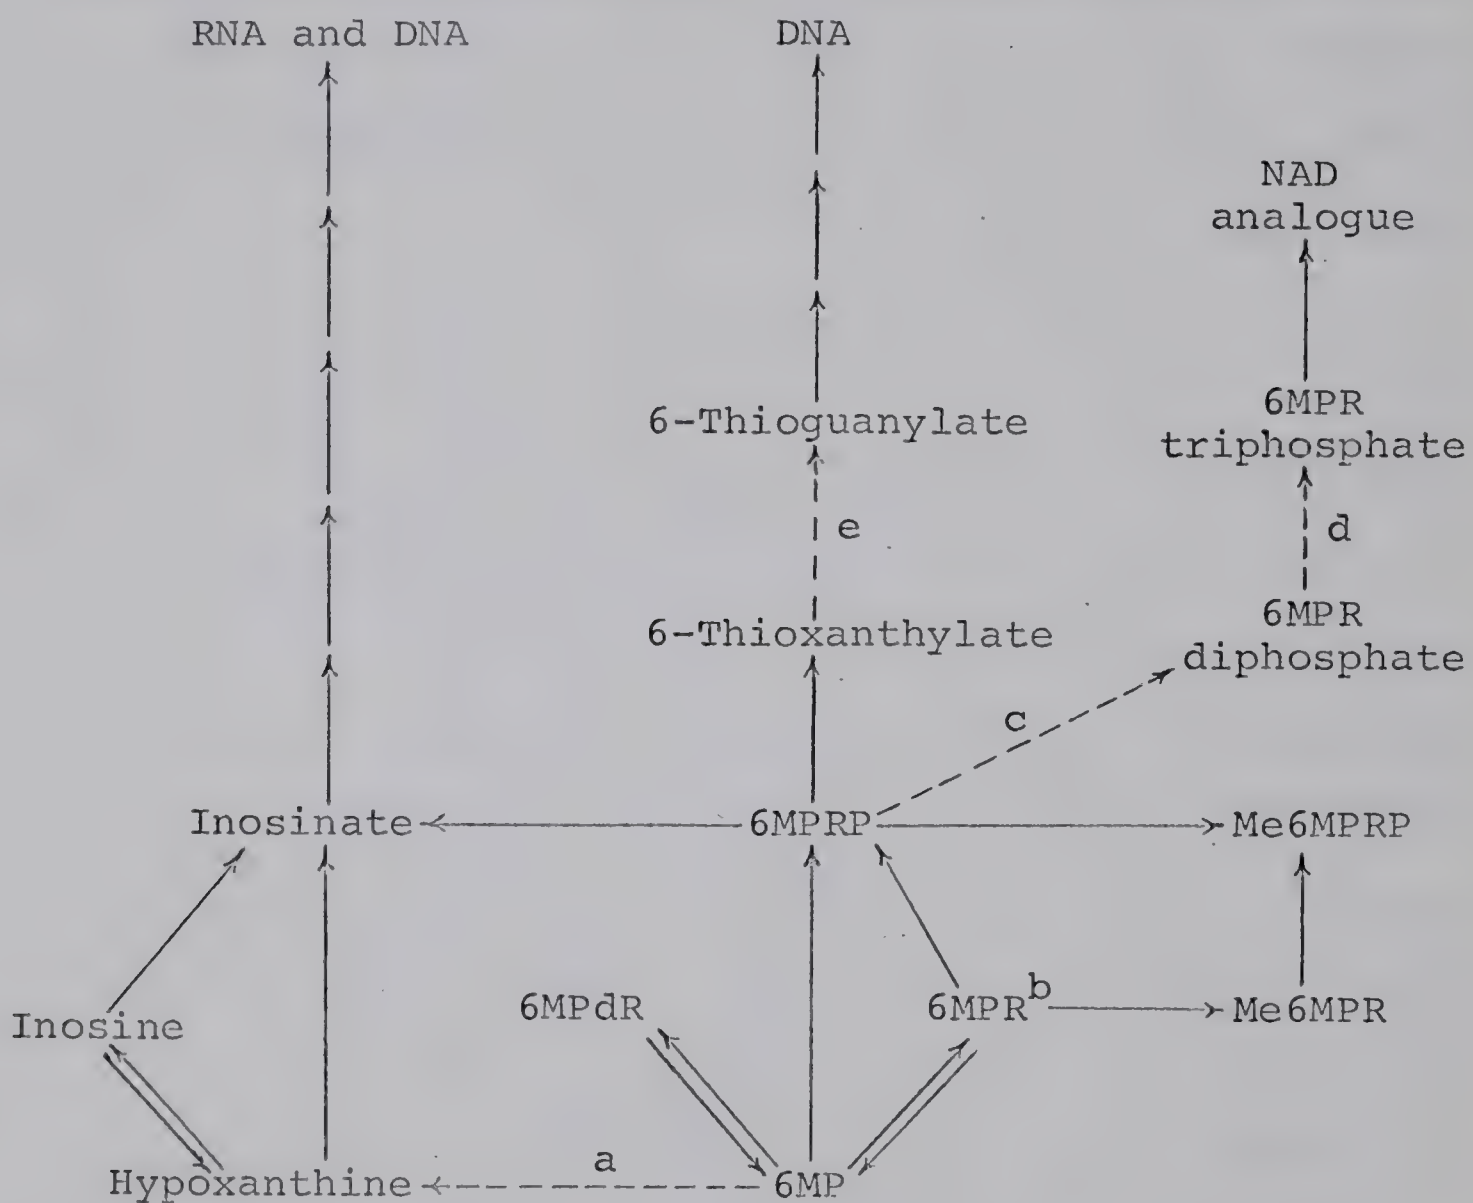 RNA and DNA
DNA
NAD
analogue
6MPR
triphosphate
6-Thioguanylate
e
d
6MPR
diphosphate
6-Thioxanthylate
c
Inosinate
6MPRP
Me6MPRP
Inosine
6MPdR
6MPR b
Me6MPR
Hypoxanthine
a
6MP